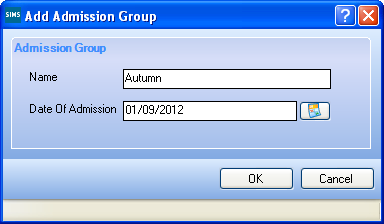 SIMS Add Admission Group ? X
Admission Group
Name Autumn
Date Of Admission 01/09/2012
OK Cancel